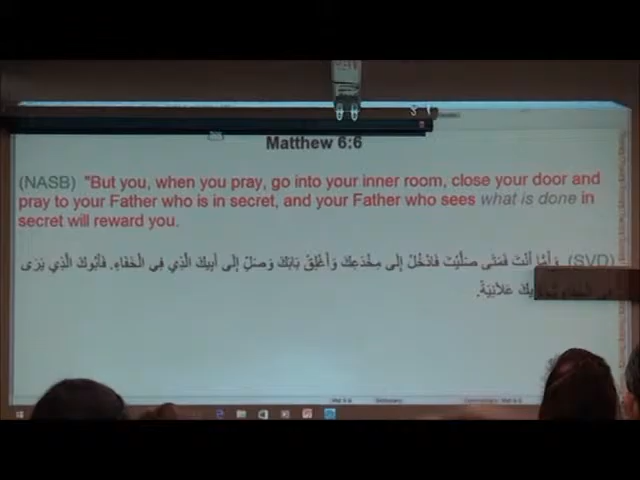 Matthew 6:6
(NASB) "But you, when you pray, go into your inner room, close your door and
pray to your Father who is in secret, and your Father who sees what is done in
secret will reward you.
(SVD) وَأَمَّا أَنْتَ فَمَتَى صَلَّيْتَ فَادْخُلْ إِلَى مِخْدَعِكَ وَأَغْلِقْ بَابَكَ وَصَلِّ إِلَى أَبِيكَ الَّذِي فِي الْخَفَاءِ. فَأَبُوكَ الَّذِي يَرَى
عَلاَنِيَةً.